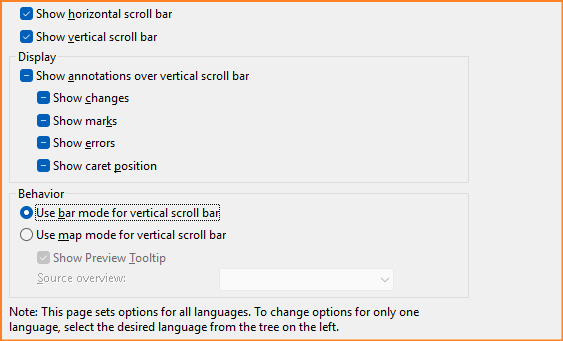 Show horizontal scroll bar
Show vertical scroll bar
Display
Show annotations over vertical scroll bar
Show changes
Show marks
Show errors
Show caret position
Behavior
Use bar mode for vertical scroll bar
Use map mode for vertical scroll bar
Show Preview Tooltip
Source overview:
Note: This page sets options for all languages. To change options for only one
language, select the desired language from the tree on the left.